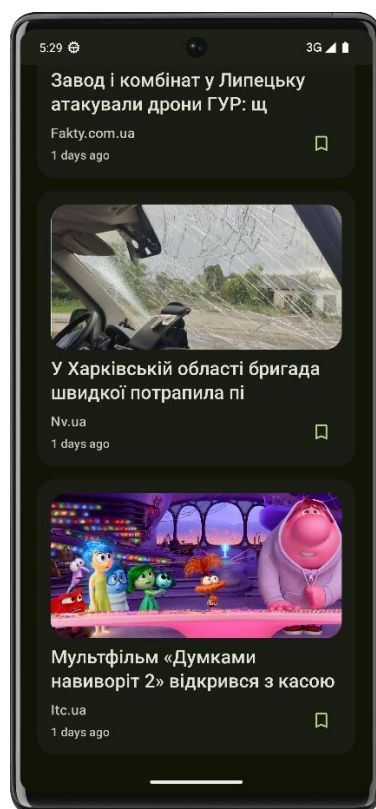 5:29
3G
Завод і комбінат у Липецьку
атакували дрони ГУР: щ
Fakty.com.ua
1 days ago
У Харківській області бригада
швидкої потрапила пі
Nv.ua
1 days ago
Мультфільм «Думками
навиворіт 2» відкрився з касою
Itc.ua
1 days ago